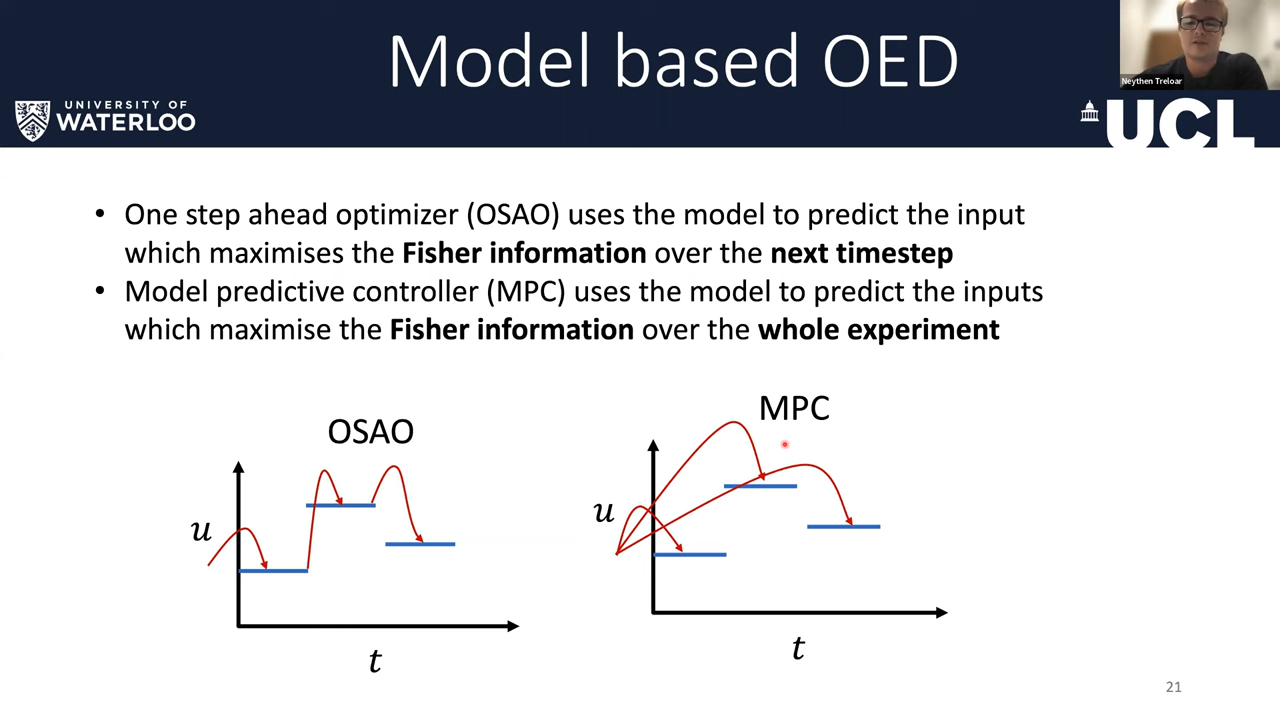 Model based OED
Neythen Treloar
UNIVERSITY OF
WATERLOO
UCL
• One step ahead optimizer (OSAO) uses the model to predict the input
which maximises the Fisher information over the next timestep
• Model predictive controller (MPC) uses the model to predict the inputs
which maximise the Fisher information over the whole experiment
OSAO
u
t
MPC
u
t
21